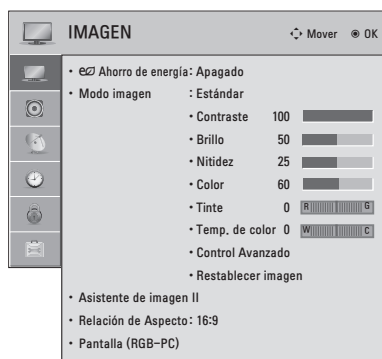 IMAGEN Mover OK
• eco Ahorro de energía: Apagado
• Modo imagen : Estándar
• Contraste 100
• Brillo 50
• Nitidez 25
• Color 60
• Tinte 0 R G
• Temp. de color 0 W C
• Control Avanzado
• Restablecer imagen
• Asistente de imagen II
• Relación de Aspecto: 16:9
• Pantalla (RGB-PC)